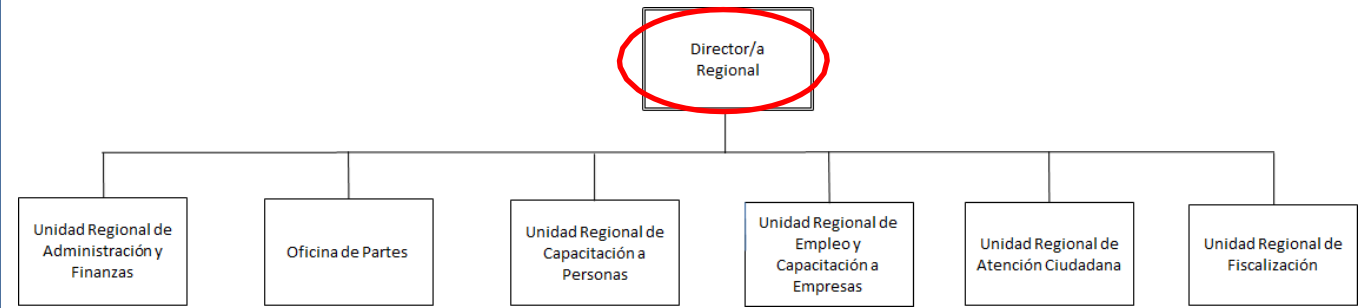 Director/a
Regional
Unidad Regional de
Administración y
Finanzas
Oficina de Partes
Unidad Regional de
Capacitación a
Personas
Unidad Regional de
Empleo y
Capacitación a
Empresas
Unidad Regional de
Atención Ciudadana
Unidad Regional de
Fiscalización